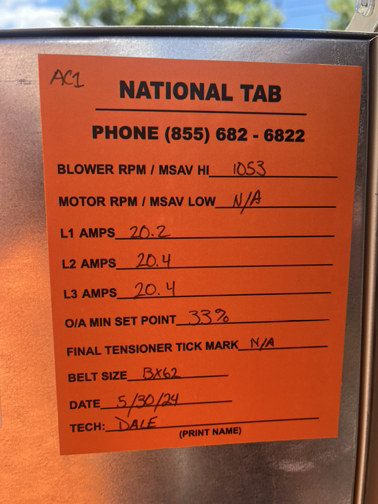 AC1
NATIONAL TAB
PHONE (855) 682 - 6822
BLOWER RPM / MSAV HI 1053
MOTOR RPM / MSAV LOW N/A
L1 AMPS 20.2
L2 AMPS 20.4
L3 AMPS 20.4
O/A MIN SET POINT 33%
FINAL TENSIONER TICK MARK N/A
BELT SIZE BX62
DATE 5/30/24
TECH: DALE
(PRINT NAME)